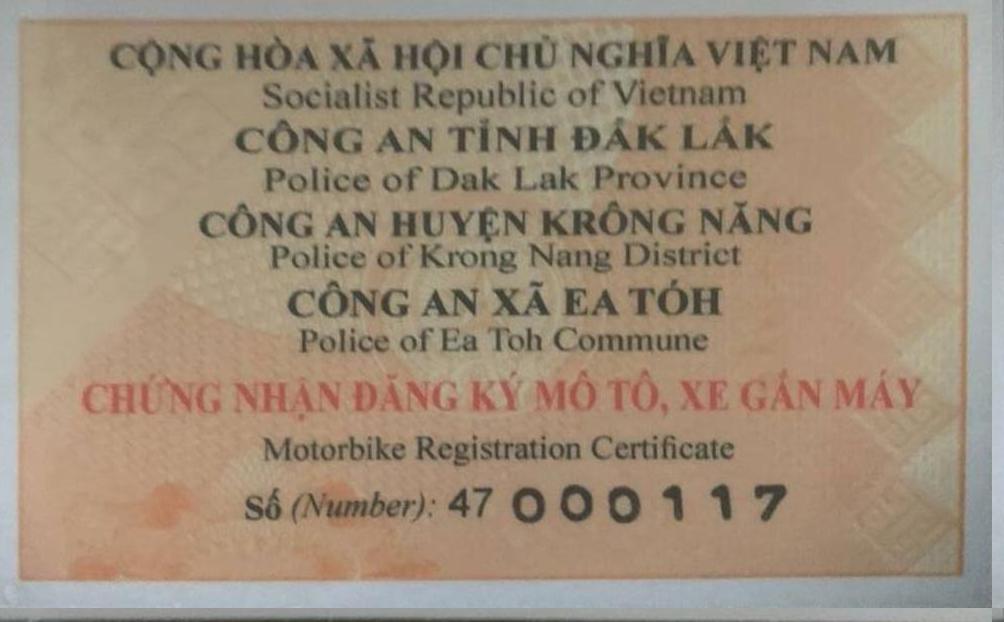 CỘNG HÒA XÃ HỘI CHỦ NGHĨA VIỆT NAM
Socialist Republic of Vietnam
CÔNG AN TỈNH ĐẮK LẮK
Police of Dak Lak Province
CÔNG AN HUYỆN KRÔNG NĂNG
Police of Krong Nang District
CÔNG AN XÃ EA TÓH
Police of Ea Toh Commune
CHỨNG NHẬN ĐĂNG KÝ MÔ TÔ, XE GẮN MÁY
Motorbike Registration Certificate
Số (Number): 47 000117